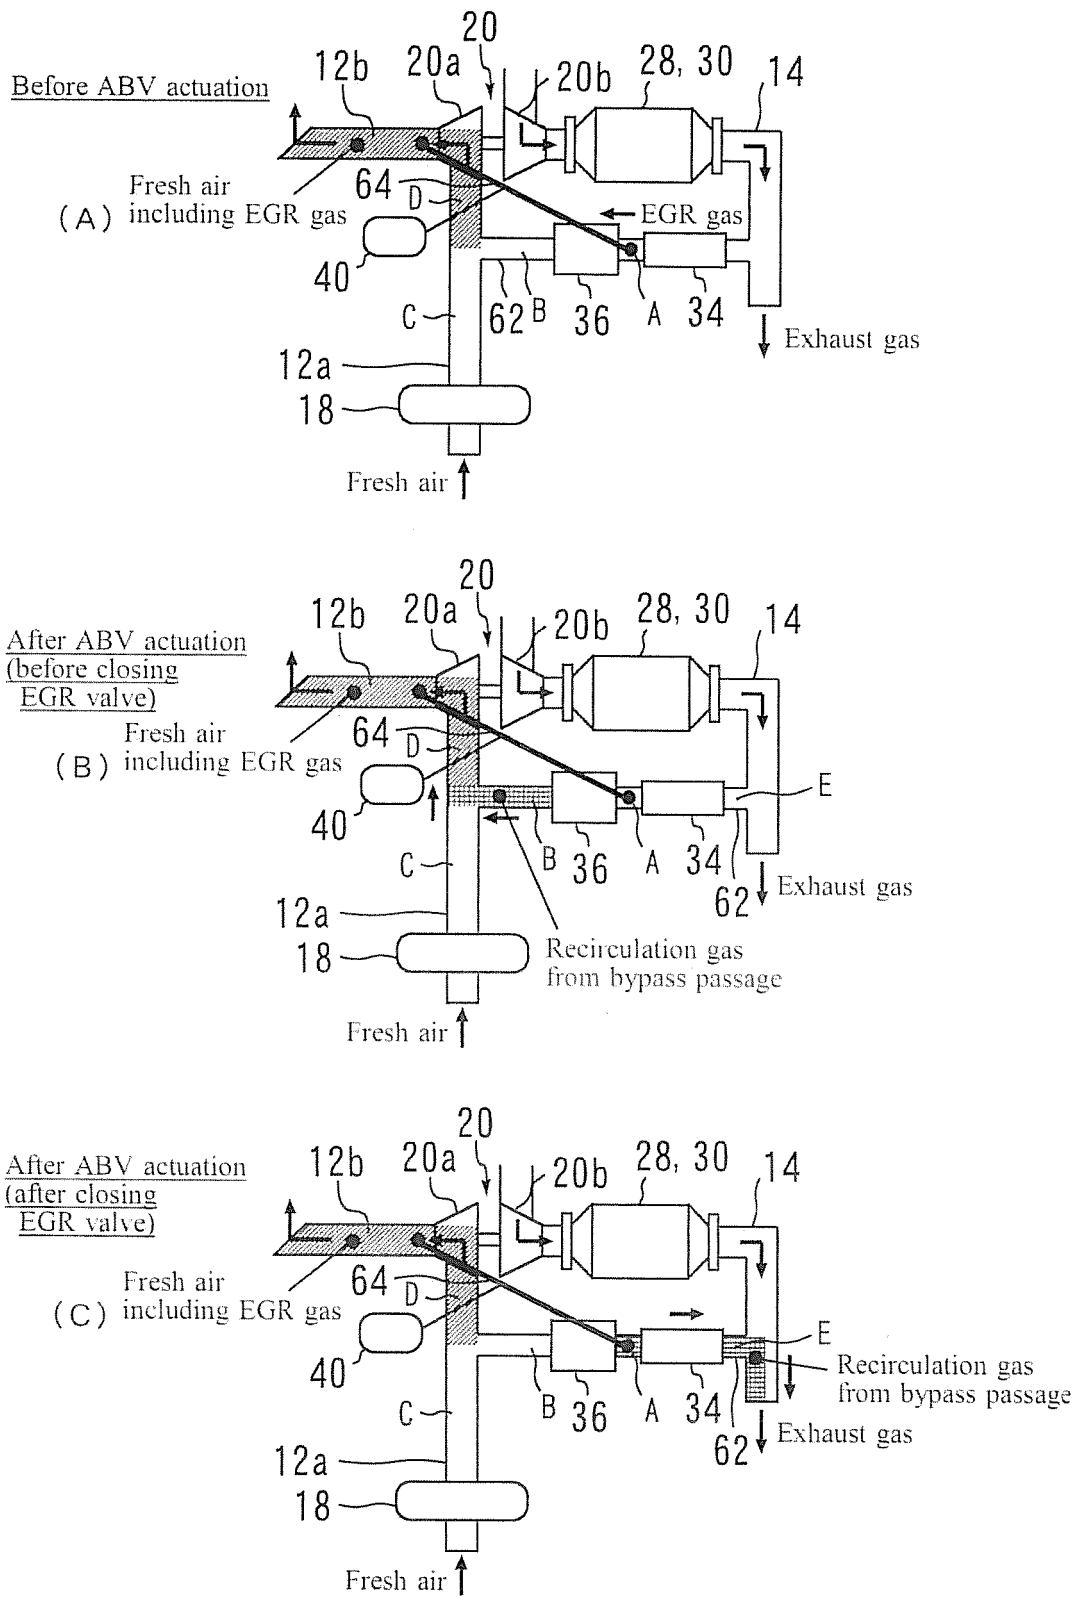 20
12b
20a
20b
28, 30
14
Before ABV actuation
Fresh air
including EGR gas
(A)
64
D
EGR gas
40
C
62
B
36
A
34
Exhaust gas
12a
18
Fresh air
20
12b
20a
20b
28, 30
14
After ABV actuation
(before closing
EGR valve)
Fresh air
including EGR gas
(B)
64
D
E
40
C
B
36
A
34
62
Exhaust gas
12a
18
Recirculation gas
from bypass passage
Fresh air
20
12b
20a
20b
28, 30
14
After ABV actuation
(after closing
EGR valve)
Fresh air
including EGR gas
(C)
64
D
E
Recirculation gas
from bypass passage
40
C
B
36
A
34
62
Exhaust gas
12a
18
Fresh air